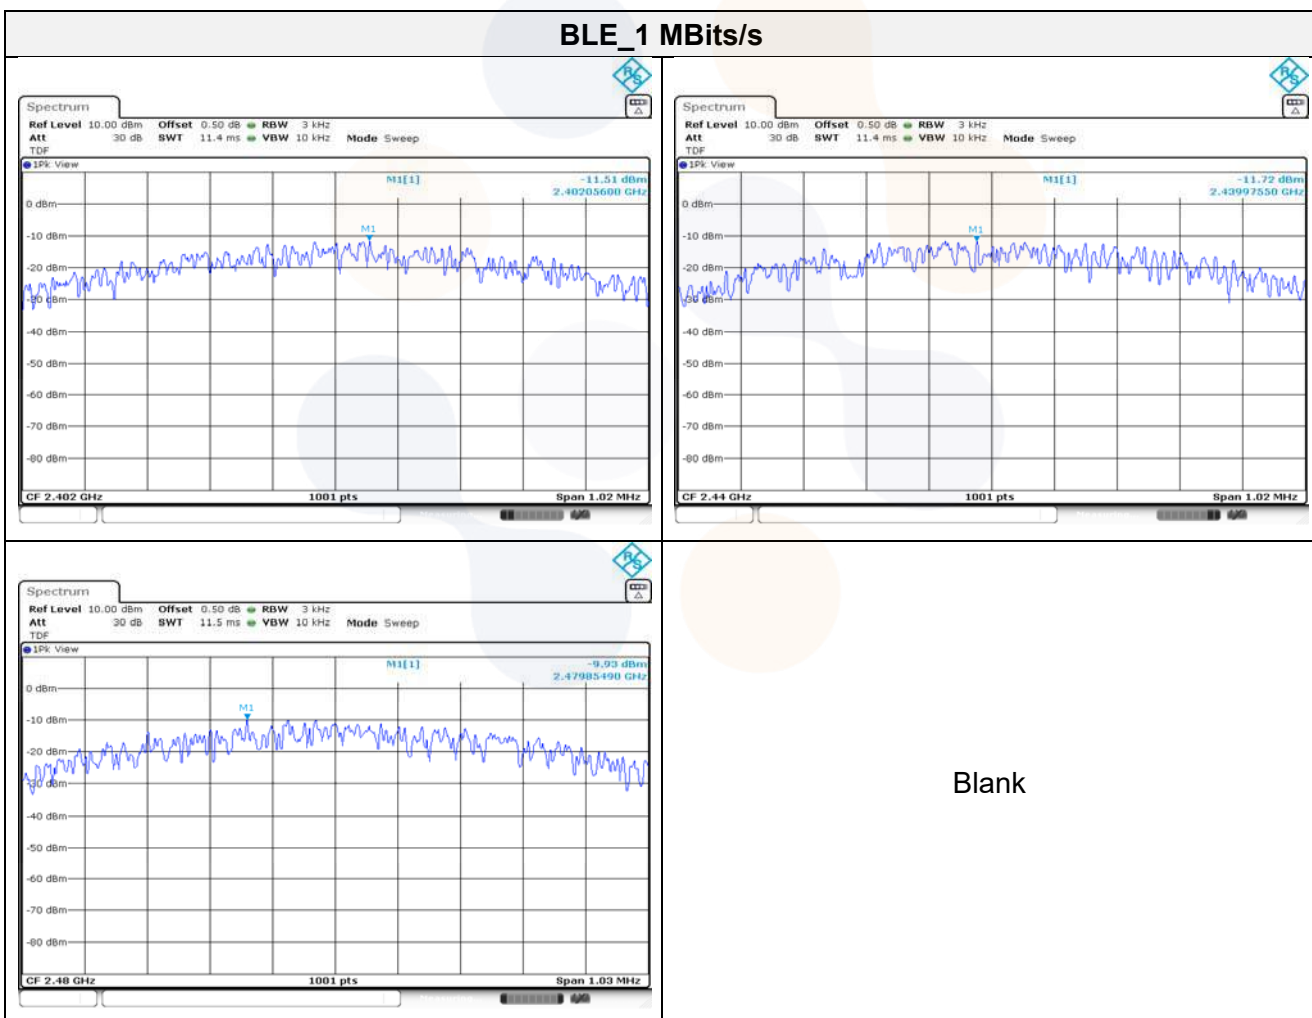 BLE_1 MBits/s
Spectrum
Ref Level 10.00 dBm Offset 0.50 dB RBW 3 kHz
Att 30 dB SWT 11.4 ms VBW 10 kHz Mode Sweep
TDF
1Pk View
M1[1] -11.51 dBm
2.40205600 GHz
0 dBm
M1
-10 dBm
-20 dBm
-30 dBm
-40 dBm
-50 dBm
-60 dBm
-70 dBm
-80 dBm
CF 2.402 GHz 1001 pts Span 1.02 MHz
Spectrum
Ref Level 10.00 dBm Offset 0.50 dB RBW 3 kHz
Att 30 dB SWT 11.4 ms VBW 10 kHz Mode Sweep
TDF
1Pk View
M1[1] -11.72 dBm
2.43997550 GHz
0 dBm
M1
-10 dBm
-20 dBm
-30 dBm
-40 dBm
-50 dBm
-60 dBm
-70 dBm
-80 dBm
CF 2.44 GHz 1001 pts Span 1.02 MHz
Spectrum
Ref Level 10.00 dBm Offset 0.50 dB RBW 3 kHz
Att 30 dB SWT 11.5 ms VBW 10 kHz Mode Sweep
TDF
1Pk View
M1[1] -9.93 dBm
2.47985490 GHz
0 dBm
M1
-10 dBm
-20 dBm
-30 dBm
-40 dBm
-50 dBm
-60 dBm
-70 dBm
-80 dBm
CF 2.48 GHz 1001 pts Span 1.03 MHz
Blank